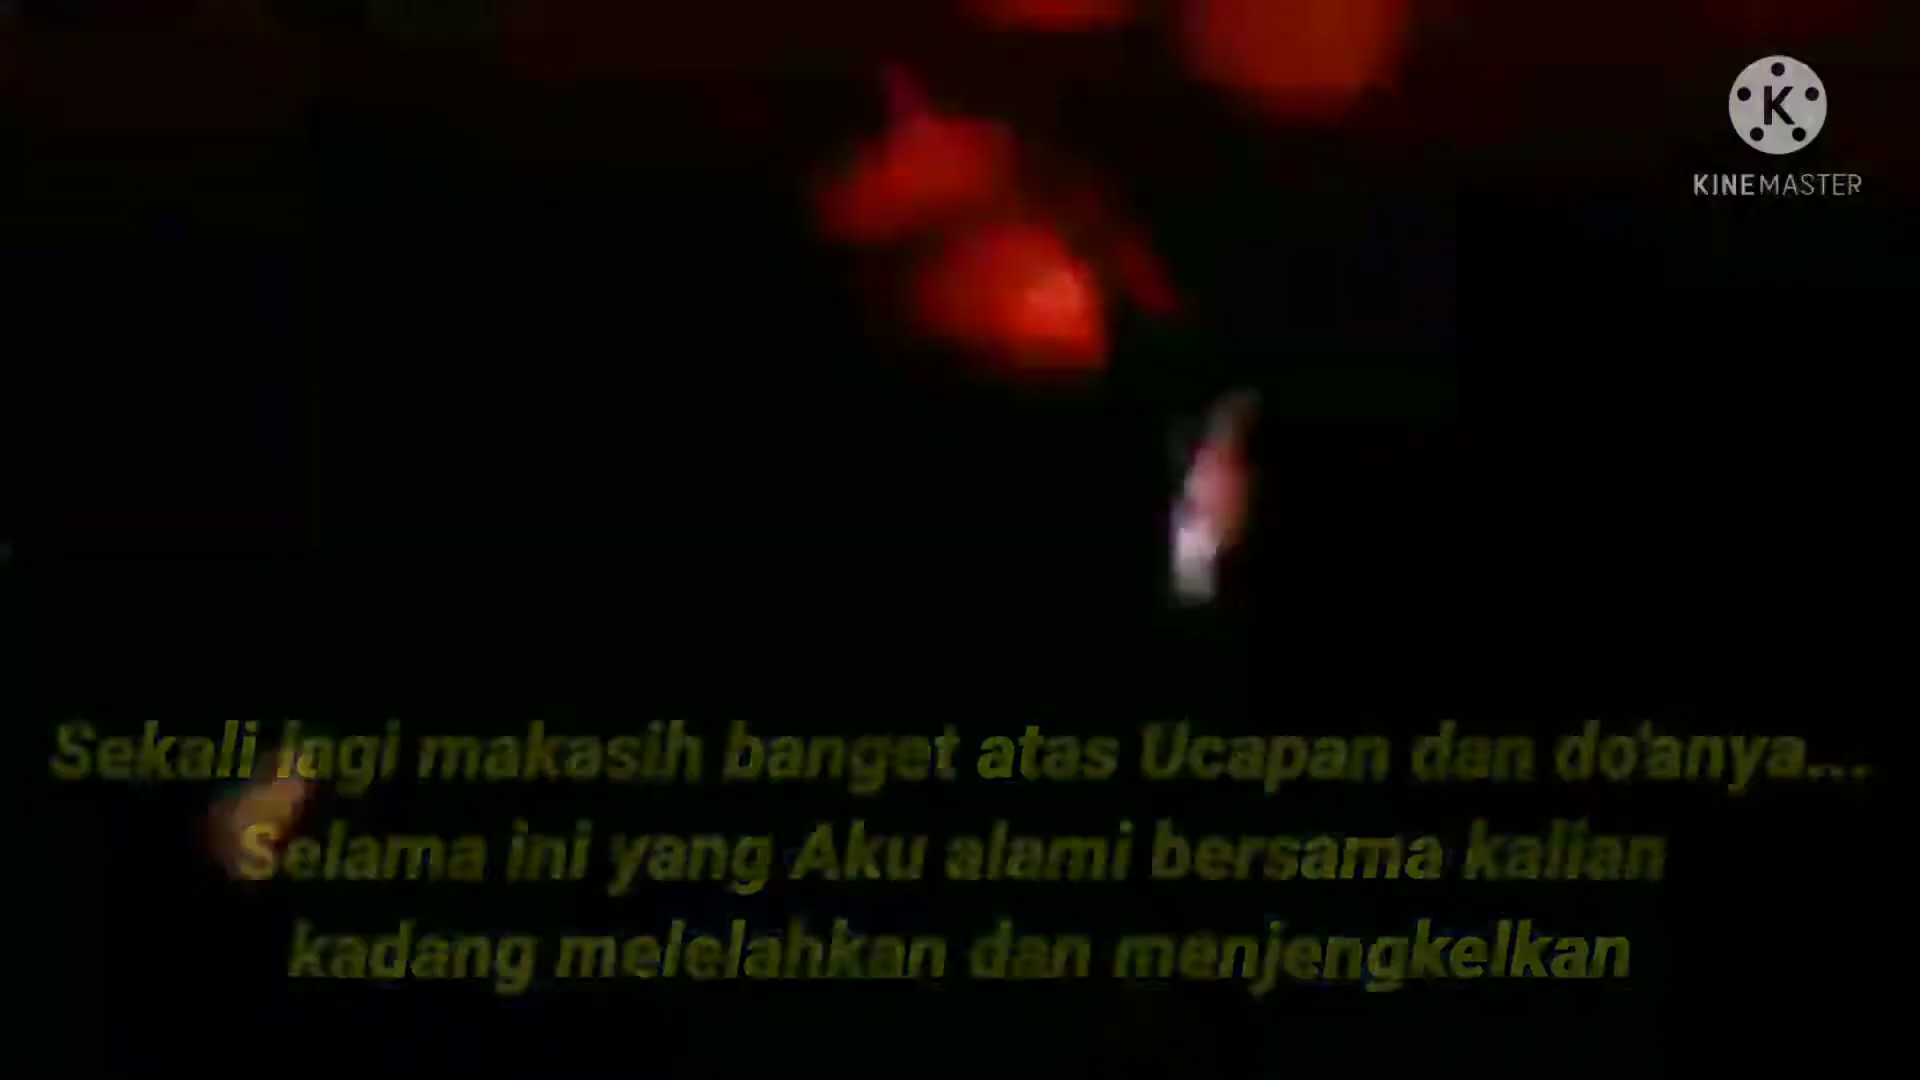 KINEMASTER
Sekali lagi makasih banget atas Ucapan dan do'anya...
Selama ini yang Aku alami bersama kalian
kadang melelahkan dan menjengkelkan